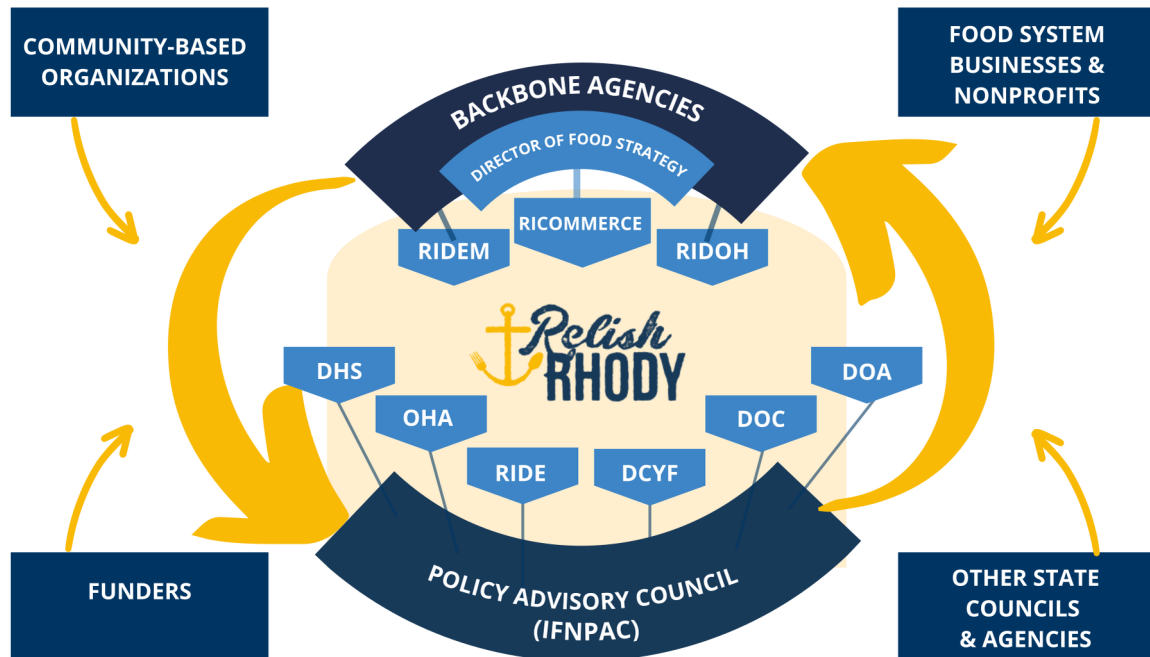 COMMUNITY-BASED
ORGANIZATIONS
FOOD SYSTEM
BUSINESSES &
NONPROFITS
BACKBONE AGENCIES
DIRECTOR OF FOOD STRATEGY
RIDEM
RICOMMERCE
RIDOH
Relish
RHODY
DHS
DOA
OHA
DOC
RIDE
DCYF
POLICY ADVISORY COUNCIL
(IFNPAC)
FUNDERS
OTHER STATE
COUNCILS
& AGENCIES